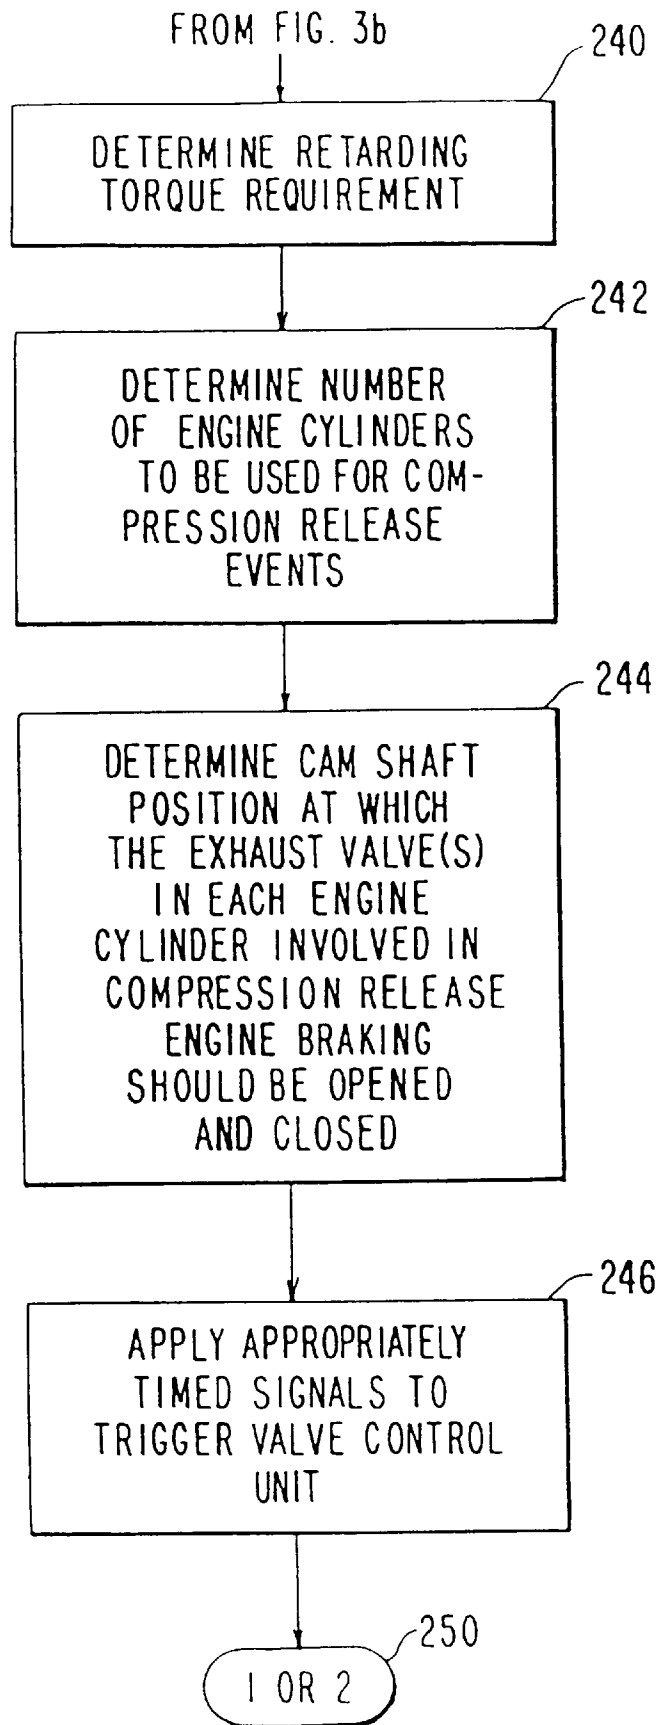 FROM FIG. 3b
240
DETERMINE RETARDING
TORQUE REQUIREMENT
242
DETERMINE NUMBER
OF ENGINE CYLINDERS
TO BE USED FOR COM-
PRESSION RELEASE
EVENTS
244
DETERMINE CAM SHAFT
POSITION AT WHICH
THE EXHAUST VALVE(S)
IN EACH ENGINE
CYLINDER INVOLVED IN
COMPRESSION RELEASE
ENGINE BRAKING
SHOULD BE OPENED
AND CLOSED
246
APPLY APPROPRIATELY
TIMED SIGNALS TO
TRIGGER VALVE CONTROL
UNIT
250
1 OR 2